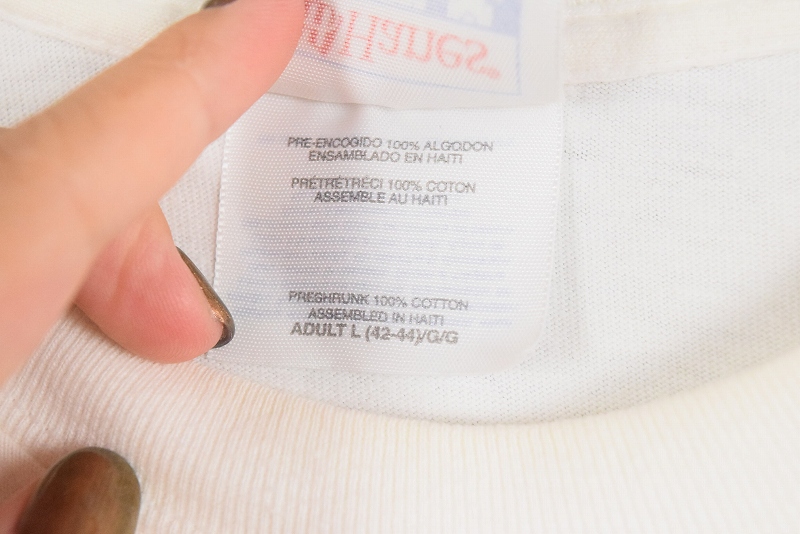 Hanes
PRE-ENCOGIDO 100% ALGODON
ENSAMBLADO EN HAITI
PRÉTRÉTRÉCI 100% COTON
ASSEMBLE AU HAITI
PRESHRUNK 100% COTTON
ASSEMBLED IN HAITI
ADULT L (42-44)/G/G